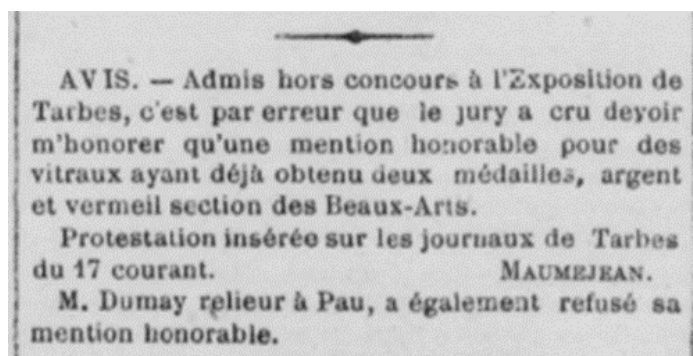 AVIS. — Admis hors concours à l'Exposition de
Tarbes, c'est par erreur que le jury a cru devoir
m'honorer qu'une mention honorable pour des
vitraux ayant déjà obtenu deux médailles, argent
et vermeil section des Beaux-Arts.
Protestation insérée sur les journaux de Tarbes
du 17 courant. MAUMEJEAN.
M. Dumay relieur à Pau, a également refusé sa
mention honorable.